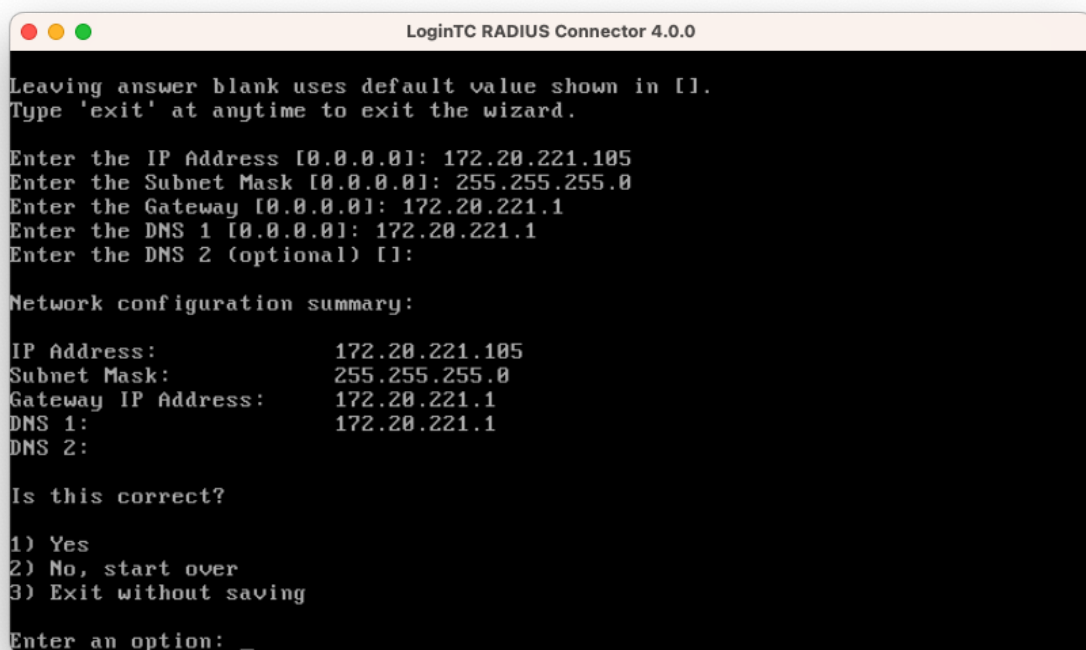 LoginTC RADIUS Connector 4.0.0
Leaving answer blank uses default value shown in [].
Type 'exit' at anytime to exit the wizard.
Enter the IP Address [0.0.0.0]: 172.20.221.105
Enter the Subnet Mask [0.0.0.0]: 255.255.255.0
Enter the Gateway [0.0.0.0]: 172.20.221.1
Enter the DNS 1 [0.0.0.0]: 172.20.221.1
Enter the DNS 2 (optional) []:
Network configuration summary:
IP Address: 172.20.221.105
Subnet Mask: 255.255.255.0
Gateway IP Address: 172.20.221.1
DNS 1: 172.20.221.1
DNS 2:
Is this correct?
1) Yes
2) No, start over
3) Exit without saving
Enter an option: _